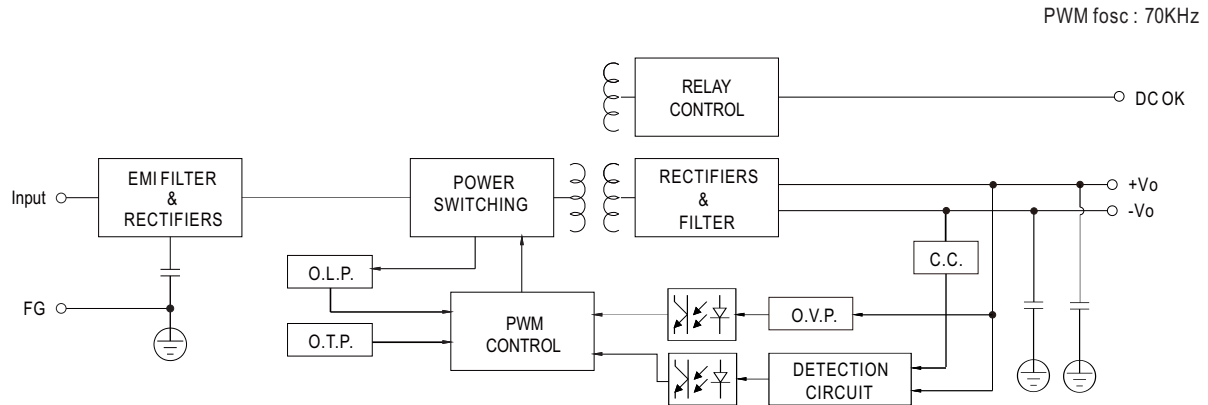 PWM fosc : 70KHz
RELAY
CONTROL
DC OK
EMI FILTER
&
RECTIFIERS
POWER
SWITCHING
RECTIFIERS
&
FILTER
Input
+Vo
-Vo
C.C.
O.L.P.
FG
PWM
CONTROL
O.V.P.
O.T.P.
DETECTION
CIRCUIT